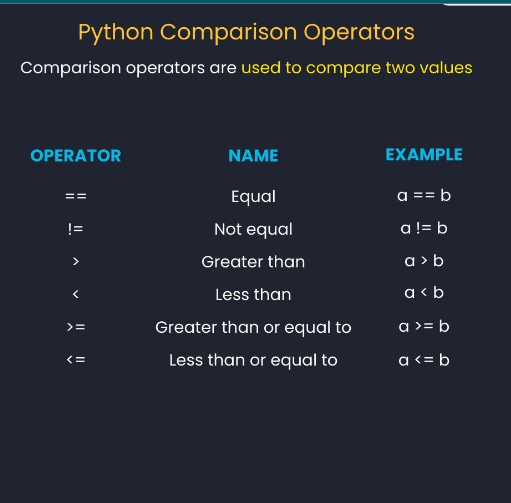 Python Comparison Operators
Comparison operators are used to compare two values
OPERATOR NAME EXAMPLE
== Equal a == b
!= Not equal a != b
> Greater than a > b
< Less than a < b
>= Greater than or equal to a >= b
<= Less than or equal to a <= b